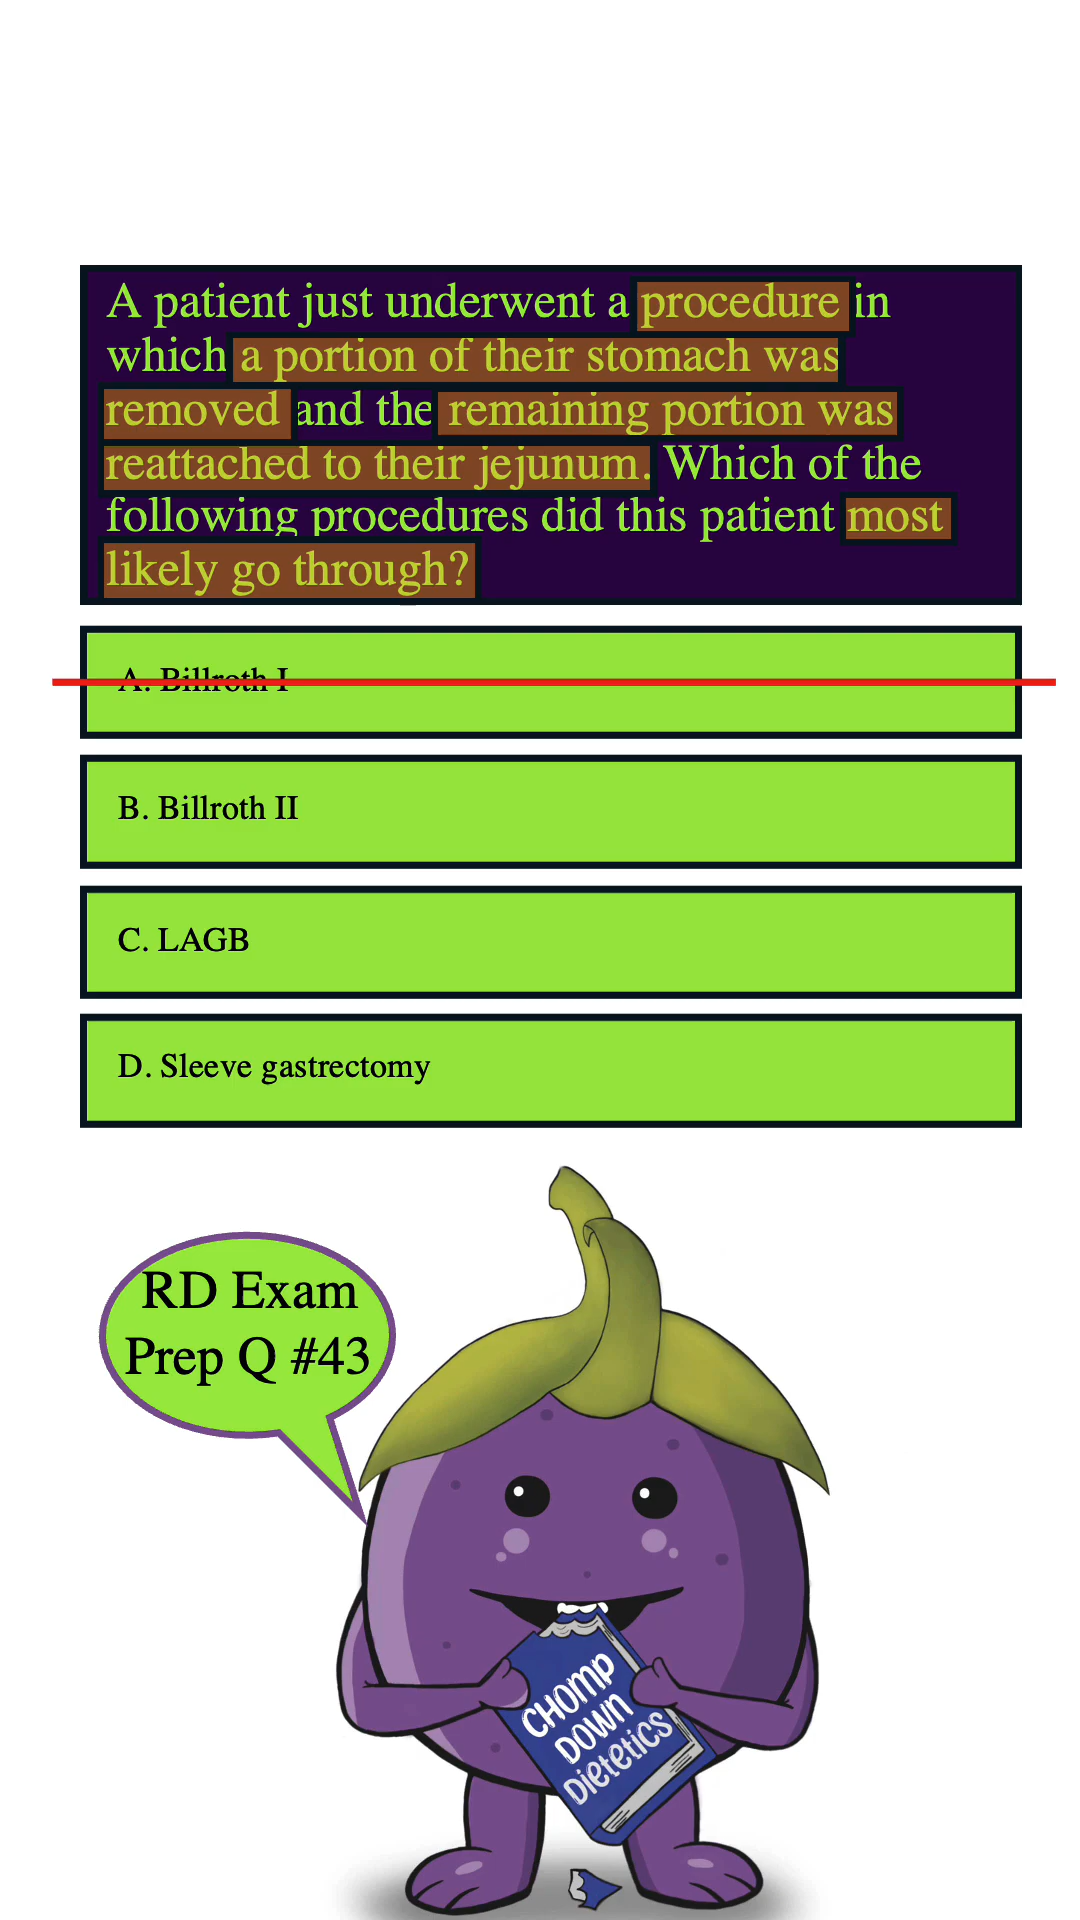 A patient just underwent a procedure in
which a portion of their stomach was
removed and the remaining portion was
reattached to their jejunum. Which of the
following procedures did this patient most
likely go through?
A. Billroth I
B. Billroth II
C. LAGB
D. Sleeve gastrectomy
RD Exam
Prep Q #43
CHOMP
DOWN
Dietetics